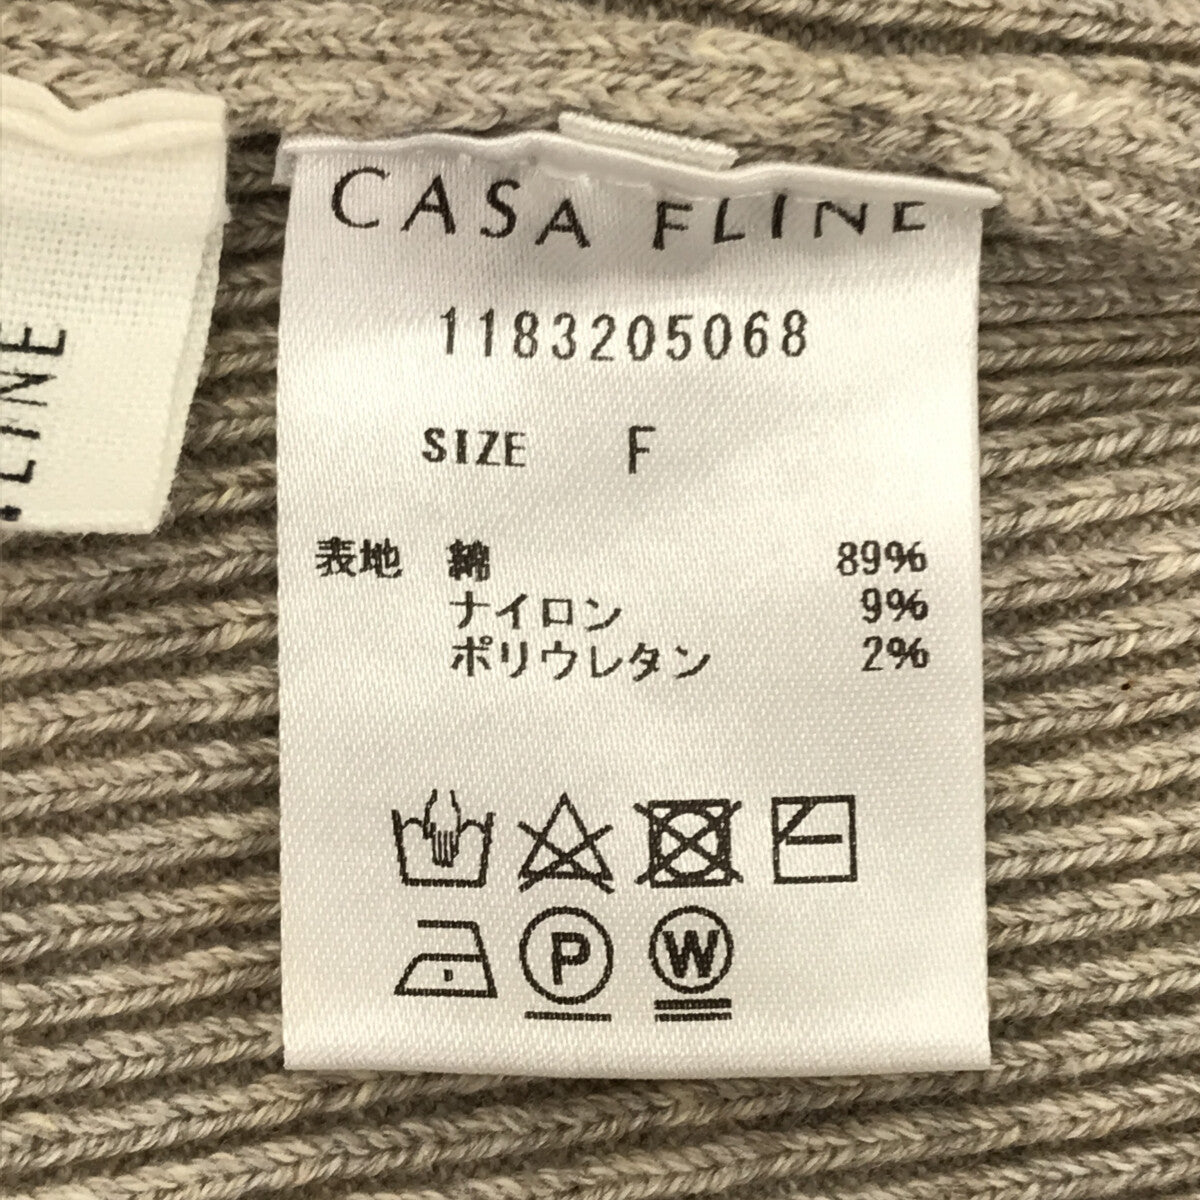 CASA FLINE
1183205068
SIZE F
表地 綿 89%
ナイロン 9%
ポリウレタン 2%
P
W
LINE